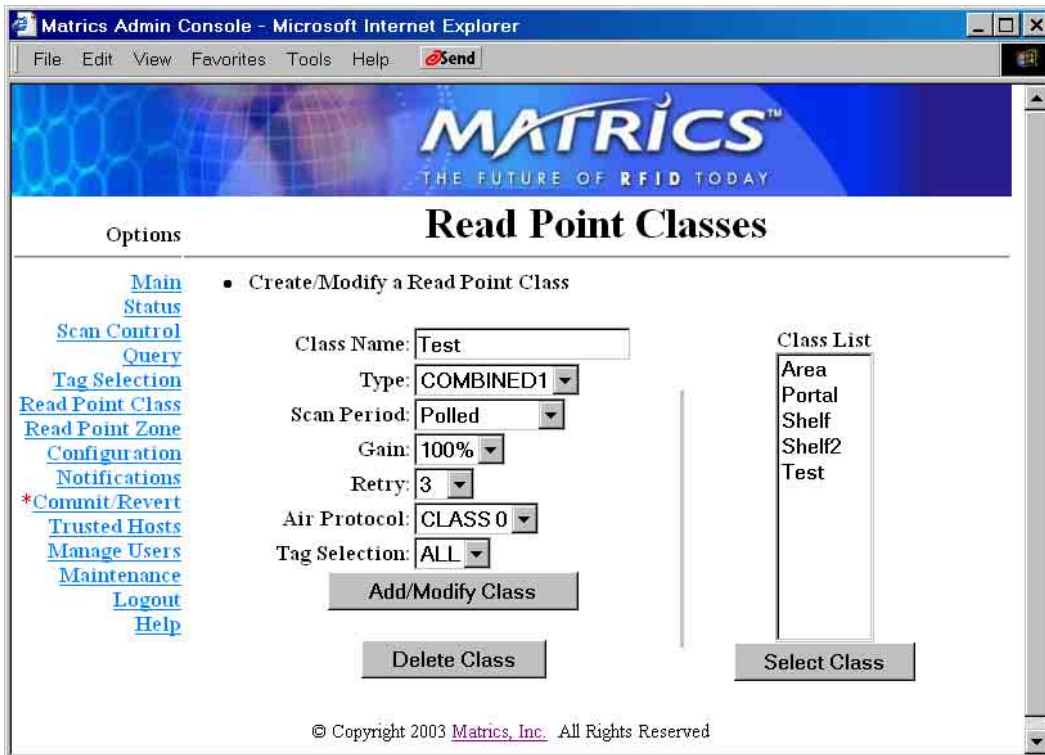 Matrics Admin Console - Microsoft Internet Explorer
File Edit View Favorites Tools Help Send
MATRICS™
THE FUTURE OF RFID TODAY
Options
Read Point Classes
Main
Status
Scan Control
Query
Tag Selection
Read Point Class
Read Point Zone
Configuration
Notifications
*Commit/Revert
Trusted Hosts
Manage Users
Maintenance
Logout
Help
• Create/Modify a Read Point Class
Class Name: Test
Type: COMBINED1
Scan Period: Polled
Gain: 100%
Retry: 3
Air Protocol: CLASS 0
Tag Selection: ALL
Add/Modify Class
Delete Class
Class List
Area
Portal
Shelf
Shelf2
Test
Select Class
© Copyright 2003 Matrics, Inc. All Rights Reserved